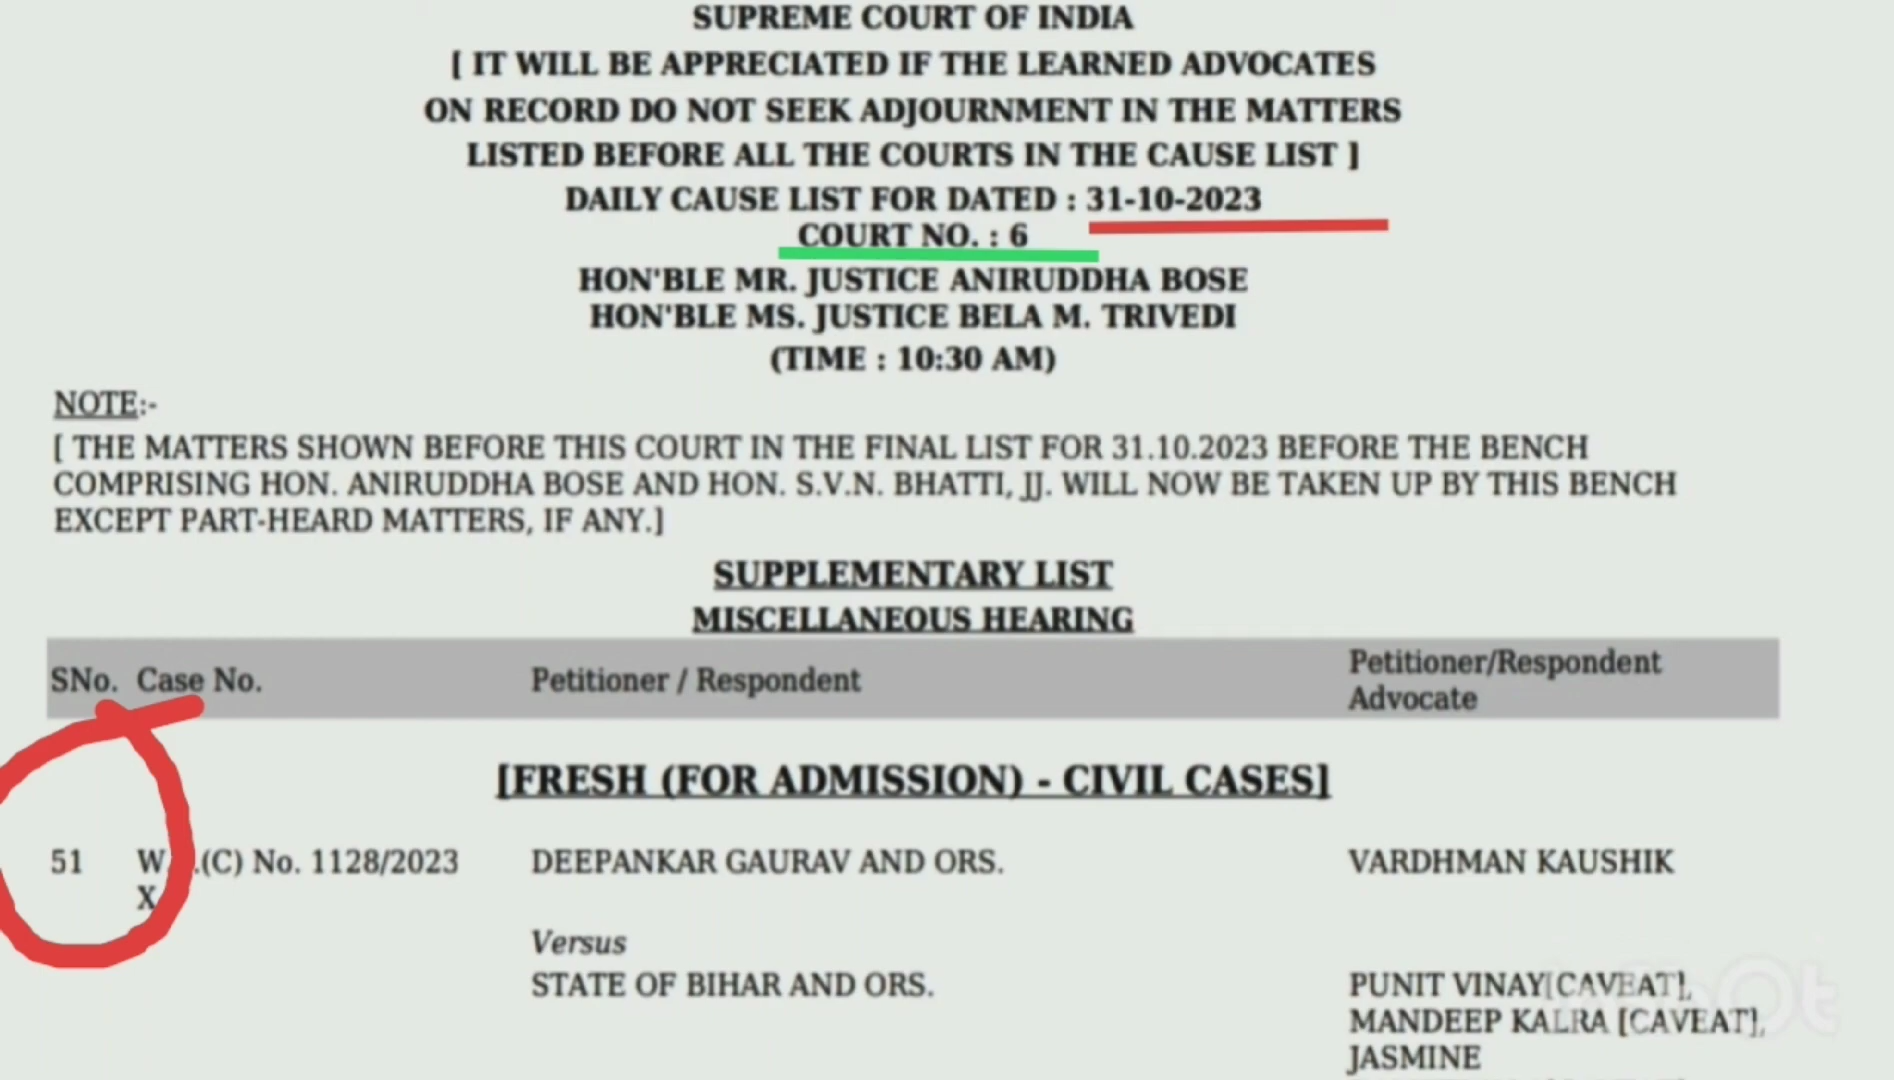 SUPREME COURT OF INDIA
[ IT WILL BE APPRECIATED IF THE LEARNED ADVOCATES
ON RECORD DO NOT SEEK ADJOURNMENT IN THE MATTERS
LISTED BEFORE ALL THE COURTS IN THE CAUSE LIST ]
DAILY CAUSE LIST FOR DATED : 31-10-2023
COURT NO. : 6
HON'BLE MR. JUSTICE ANIRUDDHA BOSE
HON'BLE MS. JUSTICE BELA M. TRIVEDI
(TIME : 10:30 AM)
NOTE:-
[ THE MATTERS SHOWN BEFORE THIS COURT IN THE FINAL LIST FOR 31.10.2023 BEFORE THE BENCH
COMPRISING HON. ANIRUDDHA BOSE AND HON. S.V.N. BHATTI, JJ. WILL NOW BE TAKEN UP BY THIS BENCH
EXCEPT PART-HEARD MATTERS, IF ANY.]
SUPPLEMENTARY LIST
MISCELLANEOUS HEARING
SNo. Case No. Petitioner / Respondent Petitioner/Respondent
Advocate
[FRESH (FOR ADMISSION) - CIVIL CASES]
51 No. 1128/2023 DEEPANKAR GAURAV AND ORS. VARDHMAN KAUSHIK
X
Versus
STATE OF BIHAR AND ORS. PUNIT VINAY[CAVEAT],
MANDEEP KALRA [CAVEAT],
JASMINE